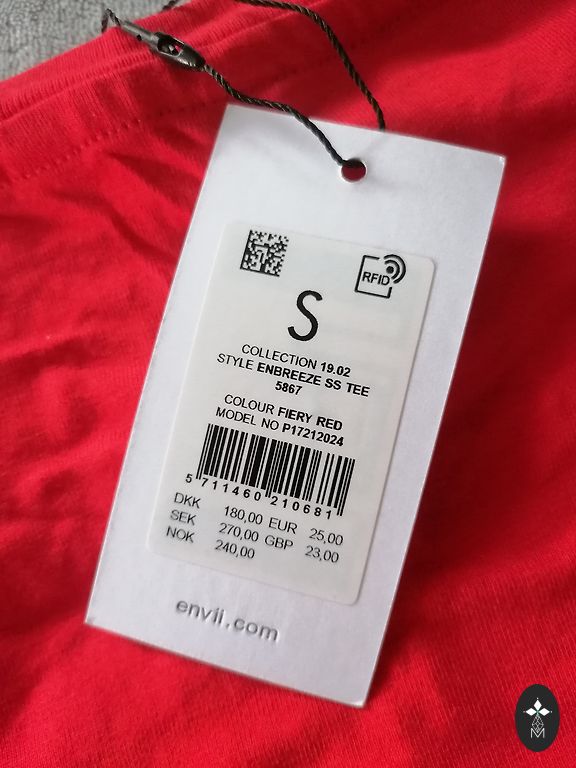 RFID
S
COLLECTION 19.02
STYLE ENBREEZE SS TEE
5867
COLOUR FIERY RED
MODEL NO P17212024
5 711460 210681
DKK 180,00 EUR 25,00
SEK 270,00 GBP 23,00
NOK 240,00
envii.com
M